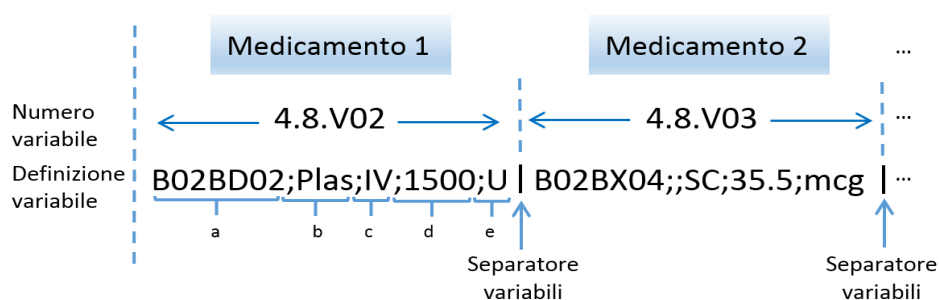 Medicamento 1 Medicamento 2 ...
Numero variabile 4.8.V02 4.8.V03 ...
Definizione variabile B02BD02;Plas;IV;1500;U | B02BX04;;SC;35.5;mcg | ...
a b c d e
Separatore variabili Separatore variabili